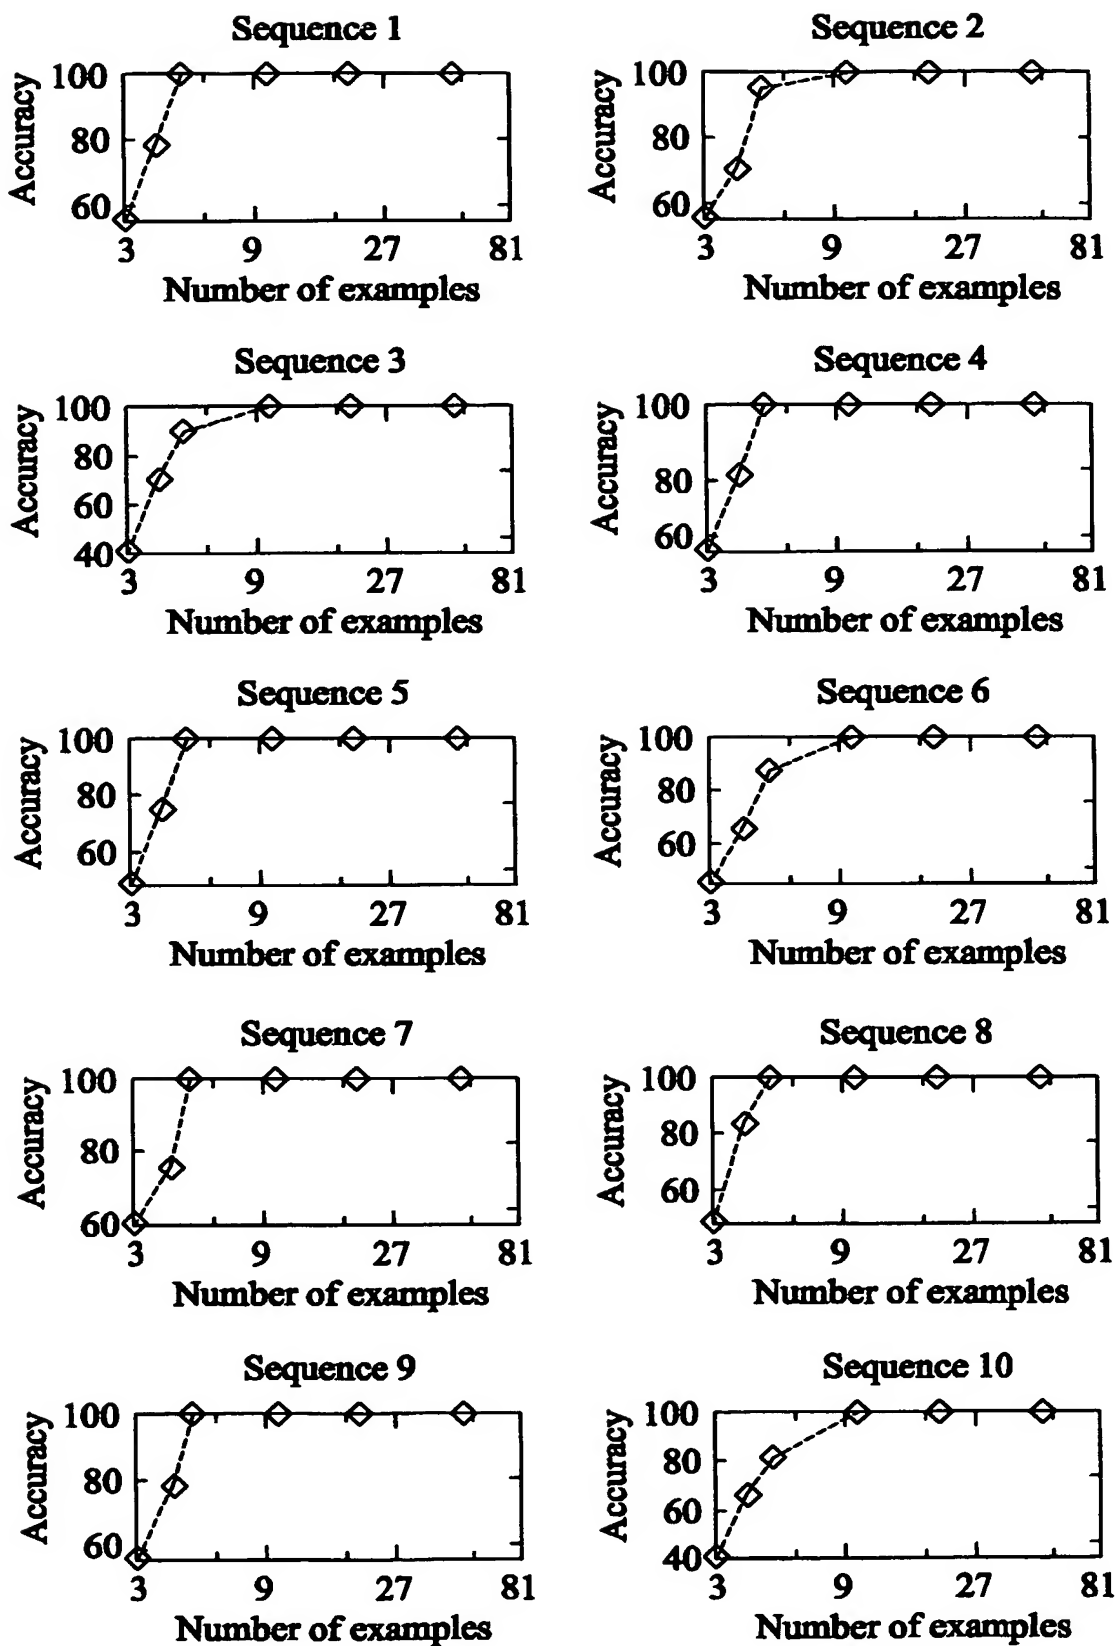 Sequence 1
Accuracy
100
80
60
3 9 27 81
Number of examples
Sequence 2
Accuracy
100
80
60
3 9 27 81
Number of examples
Sequence 3
Accuracy
100
80
60
40
3 9 27 81
Number of examples
Sequence 4
Accuracy
100
80
60
3 9 27 81
Number of examples
Sequence 5
Accuracy
100
80
60
3 9 27 81
Number of examples
Sequence 6
Accuracy
100
80
60
3 9 27 81
Number of examples
Sequence 7
Accuracy
100
80
60
3 9 27 81
Number of examples
Sequence 8
Accuracy
100
80
60
3 9 27 81
Number of examples
Sequence 9
Accuracy
100
80
60
3 9 27 81
Number of examples
Sequence 10
Accuracy
100
80
60
40
3 9 27 81
Number of examples